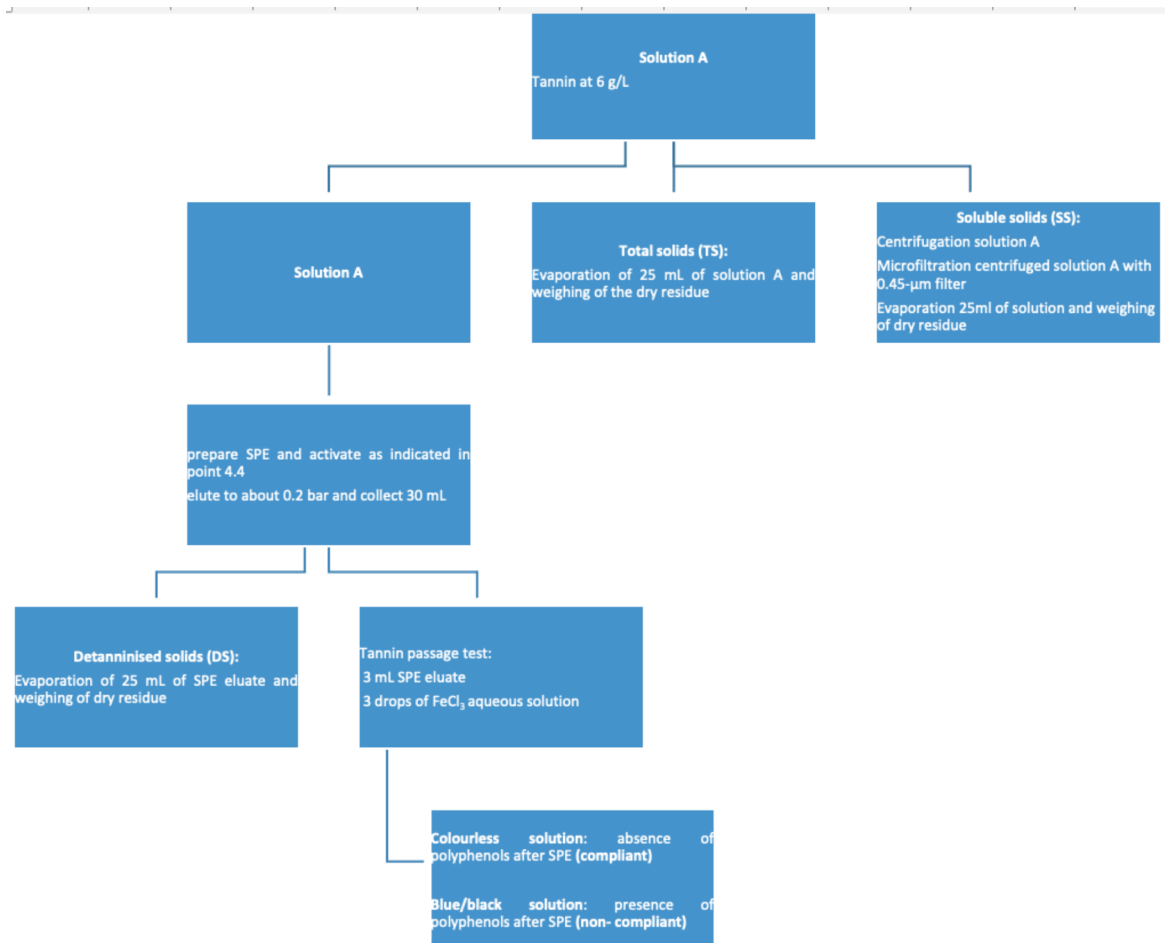 Solution A
Tannin at 6 g/L
Solution A
Total solids (TS):
Evaporation of 25 mL of solution A and
weighing of the dry residue
Soluble solids (SS):
Centrifugation solution A
Microfiltration centrifuged solution A with
0.45-µm filter
Evaporation 25ml of solution and weighing
of dry residue
prepare SPE and activate as indicated in
point 4.4
elute to about 0.2 bar and collect 30 mL
Detanninised solids (DS):
Evaporation of 25 mL of SPE eluate and
weighing of dry residue
Tannin passage test:
3 mL SPE eluate
3 drops of FeCl₃ aqueous solution
Colourless solution: absence of
polyphenols after SPE (compliant)
Blue/black solution: presence of
polyphenols after SPE (non- compliant)